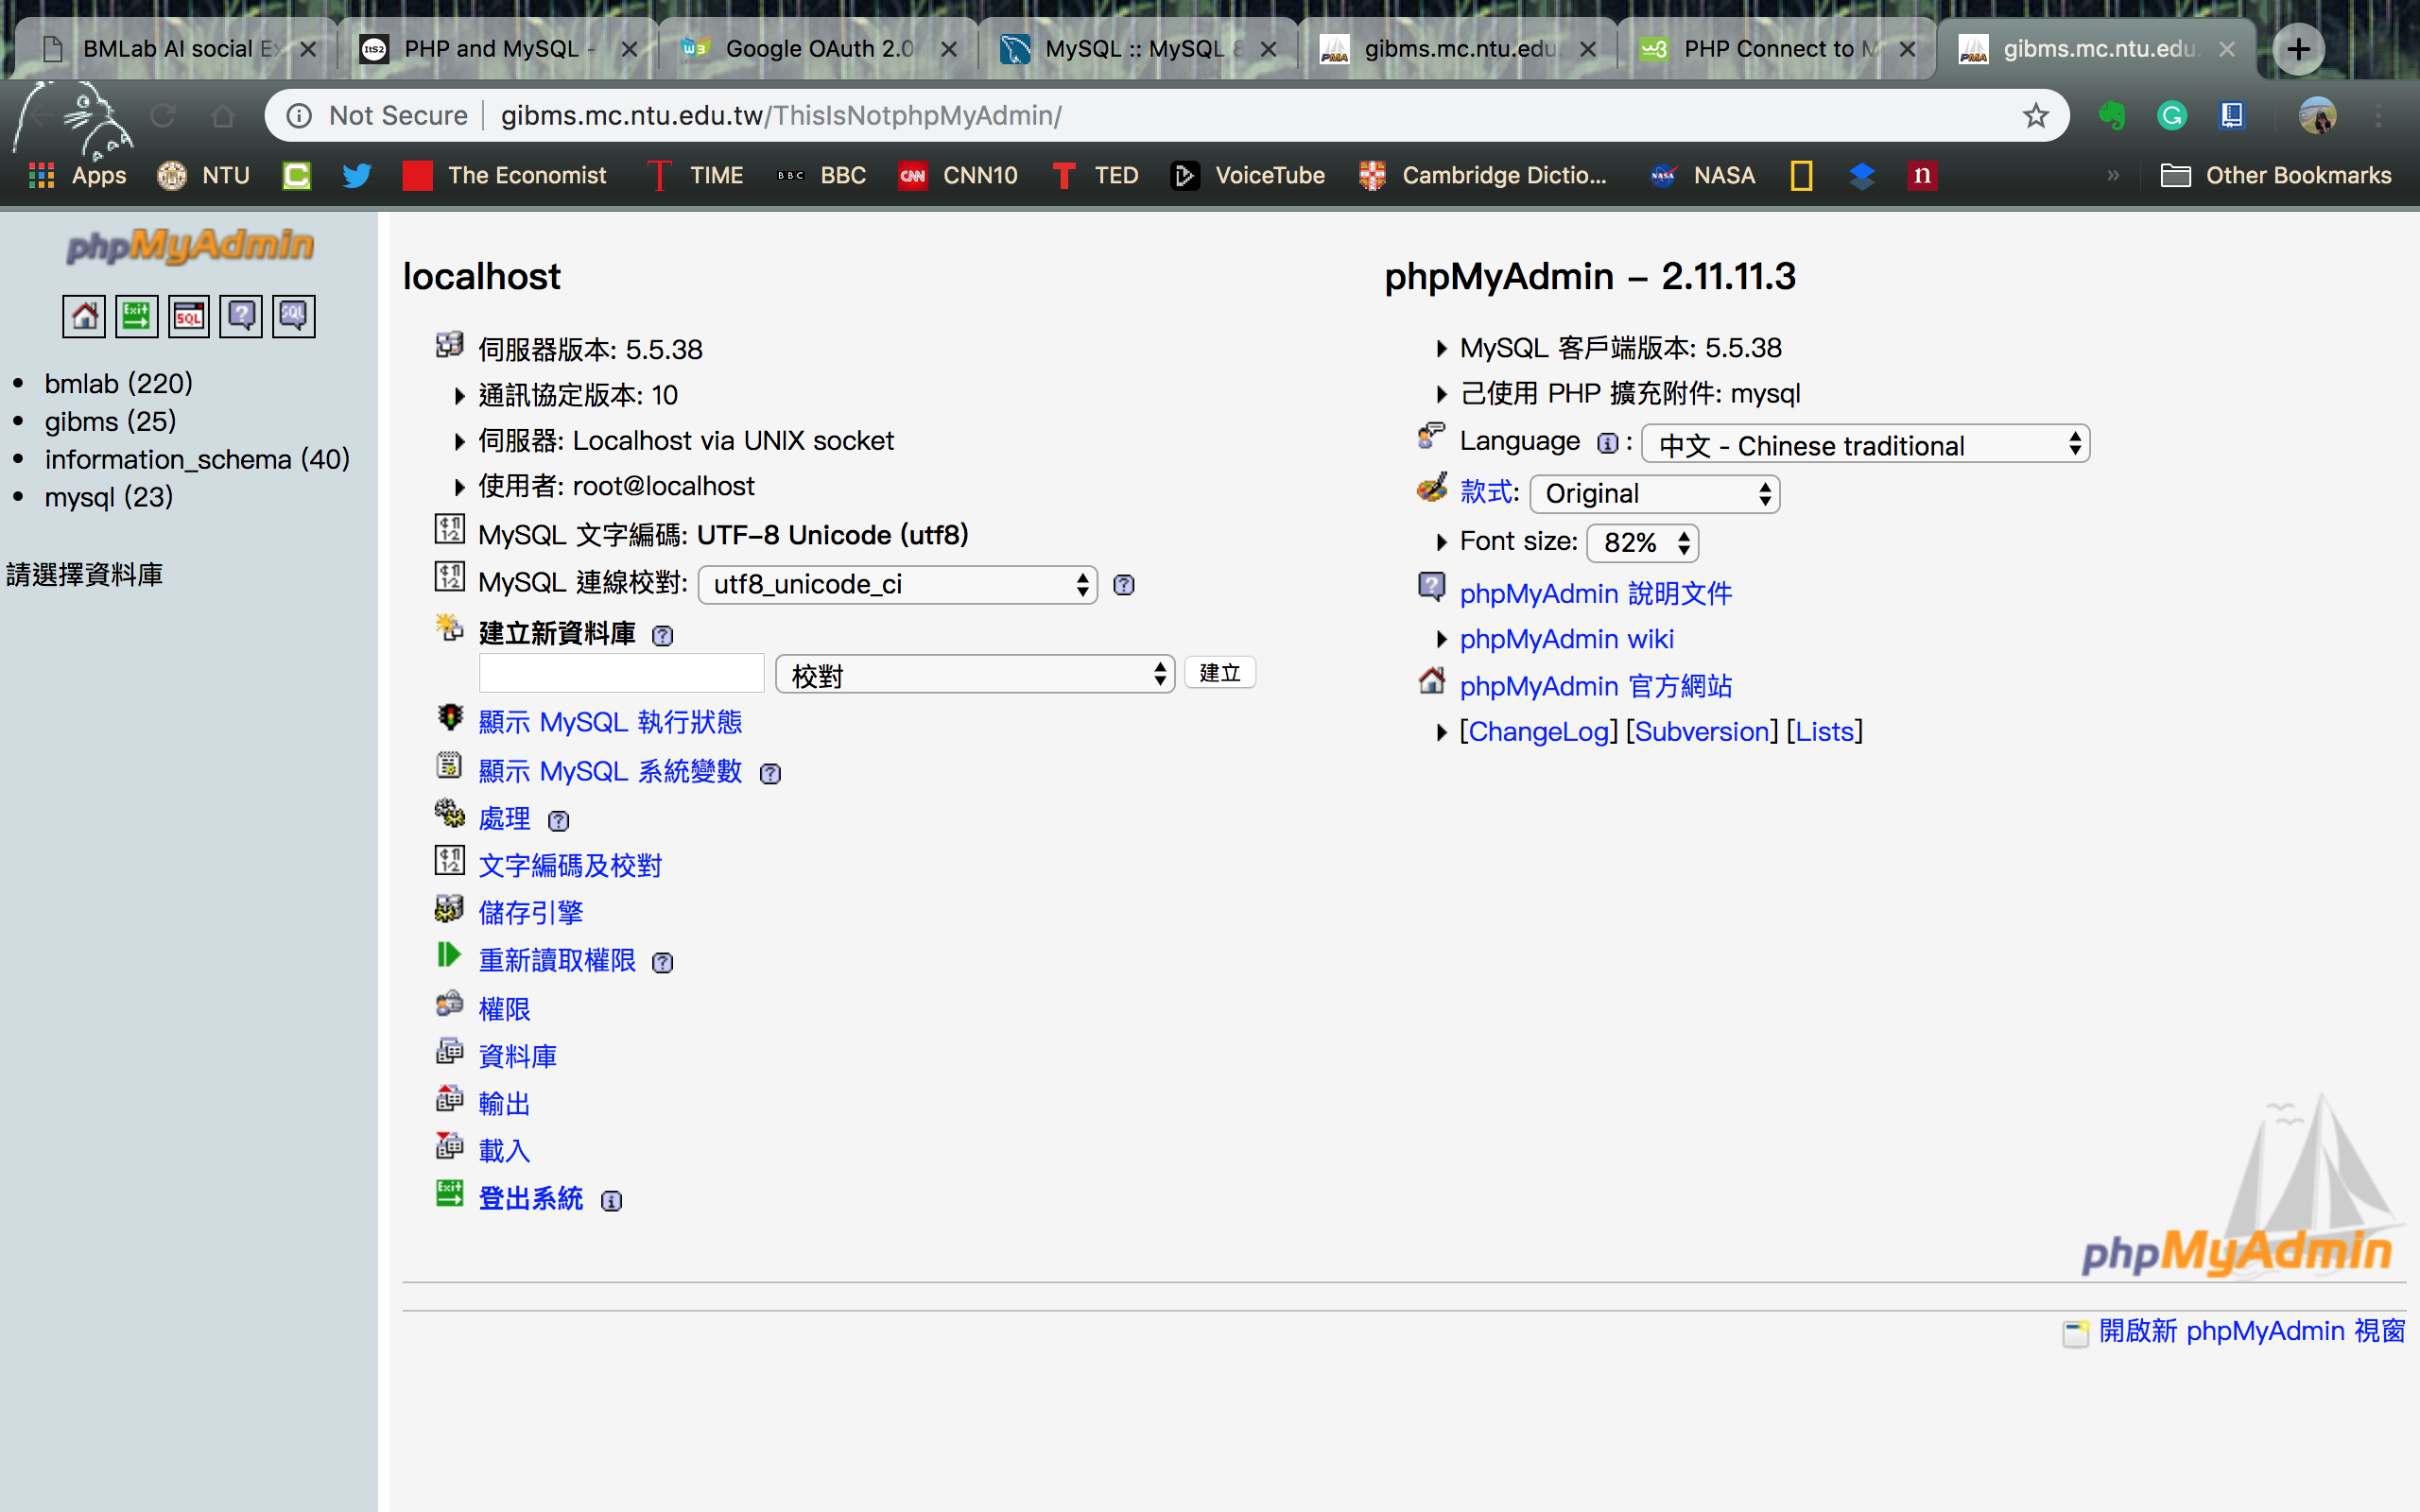 BMLab AI social Ex
PHP and MySQL -
Google OAuth 2.0
MySQL :: MySQL 8
gibms.mc.ntu.edu.
PHP Connect to M
gibms.mc.ntu.edu.
Not Secure
gibms.mc.ntu.edu.tw/ThisIsNotphpMyAdmin/
Apps
NTU
The Economist
TIME
BBC
BBC
CNN
CNN10
TED
VoiceTube
Cambridge Dictio...
NASA
»
Other Bookmarks
phpMyAdmin
bmlab (220)
gibms (25)
information_schema (40)
mysql (23)
請選擇資料庫
localhost
伺服器版本: 5.5.38
通訊協定版本: 10
伺服器: Localhost via UNIX socket
使用者: root@localhost
MySQL 文字編碼: UTF-8 Unicode (utf8)
MySQL 連線校對: utf8_unicode_ci
建立新資料庫
校對 建立
顯示 MySQL 執行狀態
顯示 MySQL 系統變數
處理
文字編碼及校對
儲存引擎
重新讀取權限
權限
資料庫
輸出
載入
登出系統
phpMyAdmin - 2.11.11.3
MySQL 客戶端版本: 5.5.38
己使用 PHP 擴充附件: mysql
Language : 中文 - Chinese traditional
款式: Original
Font size: 82%
phpMyAdmin 說明文件
phpMyAdmin wiki
phpMyAdmin 官方網站
[ChangeLog] [Subversion] [Lists]
phpMyAdmin
開啟新 phpMyAdmin 視窗